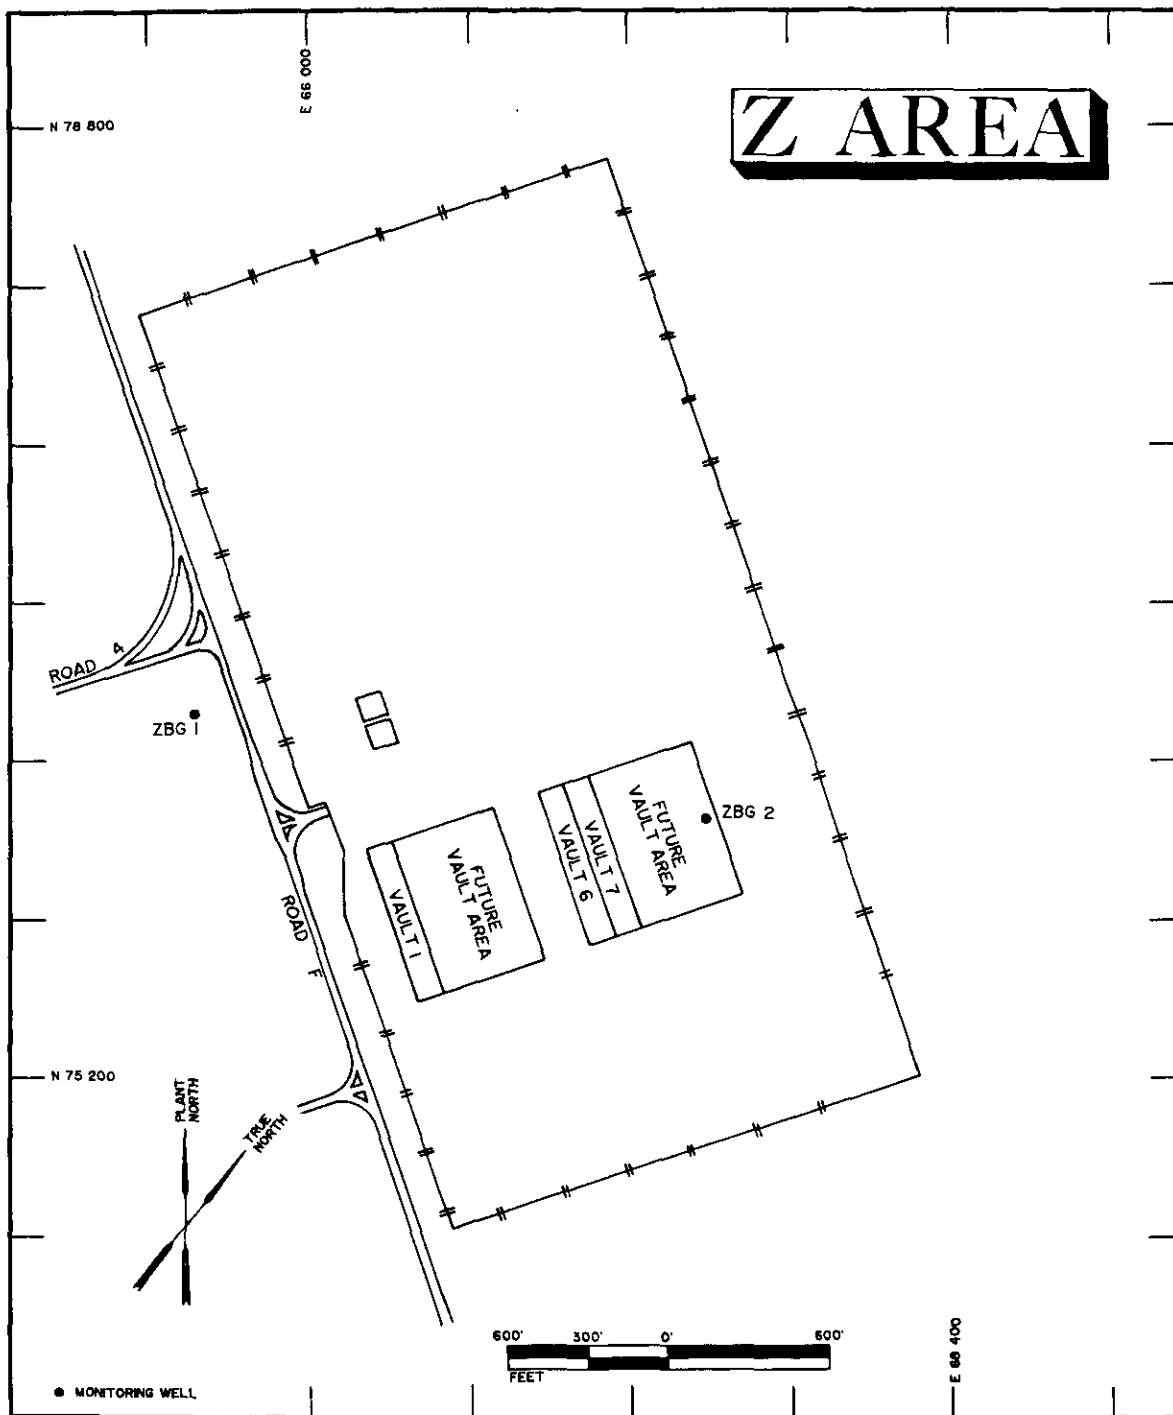 E 66 000
N 78 800
Z AREA
ROAD 4
ZBG 1
ZBG 2
FUTURE
VAULT AREA
VAULT 7
VAULT 6
FUTURE
VAULT AREA
VAULT 1
ROAD F
N 75 200
PLANT
NORTH
TRUE
NORTH
600' 300' 0' 600'
FEET
E 68 400
● MONITORING WELL